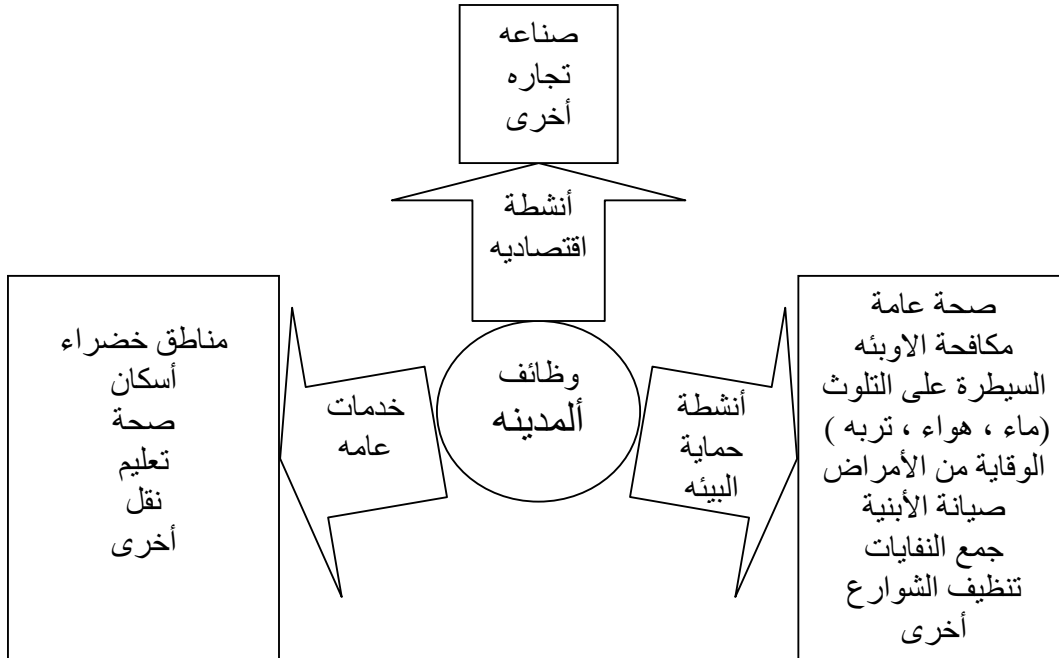 صناعه
تجاره
أخرى
أنشطة
اقتصاديه
وظائف
ألمدينه
أنشطة
حماية
البيئه
صحة عامة
مكافحة الاوبئه
السيطرة على التلوث
(ماء ، هواء ، تربه )
الوقاية من الأمراض
صيانة الأبنية
جمع النفايات
تنظيف الشوارع
أخرى
خدمات
عامه
مناطق خضراء
أسكان
صحة
تعليم
نقل
أخرى